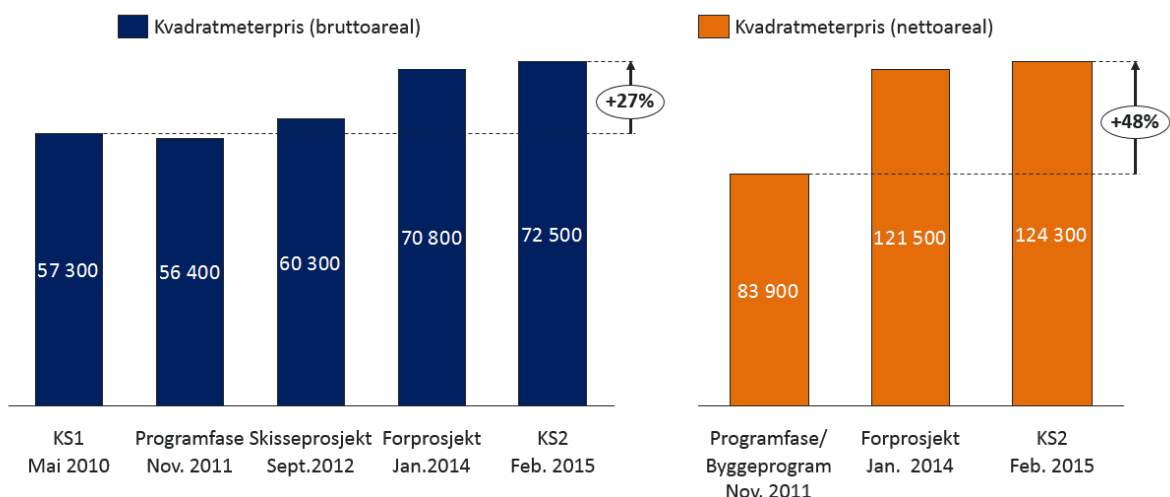 Kvadratmeterpris (bruttoareal)
+27%
57 300
56 400
60 300
70 800
72 500
KS1
Mai 2010
Programfase
Nov. 2011
Skisseprosjekt
Sept.2012
Forprosjekt
Jan.2014
KS2
Feb. 2015
Kvadratmeterpris (nettoareal)
+48%
83 900
121 500
124 300
Programfase/
Byggeprogram
Nov. 2011
Forprosjekt
Jan. 2014
KS2
Feb. 2015